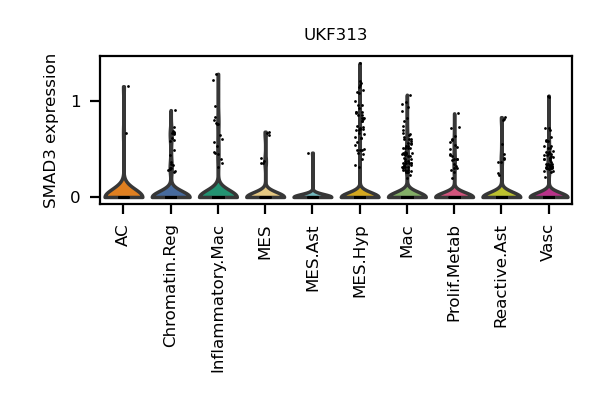 UKF313
SMAD3 expression
1
0
AC
Chromatin.Reg
Inflammatory.Mac
MES
MES.Ast
MES.Hyp
Mac
Prolif.Metab
Reactive.Ast
Vasc